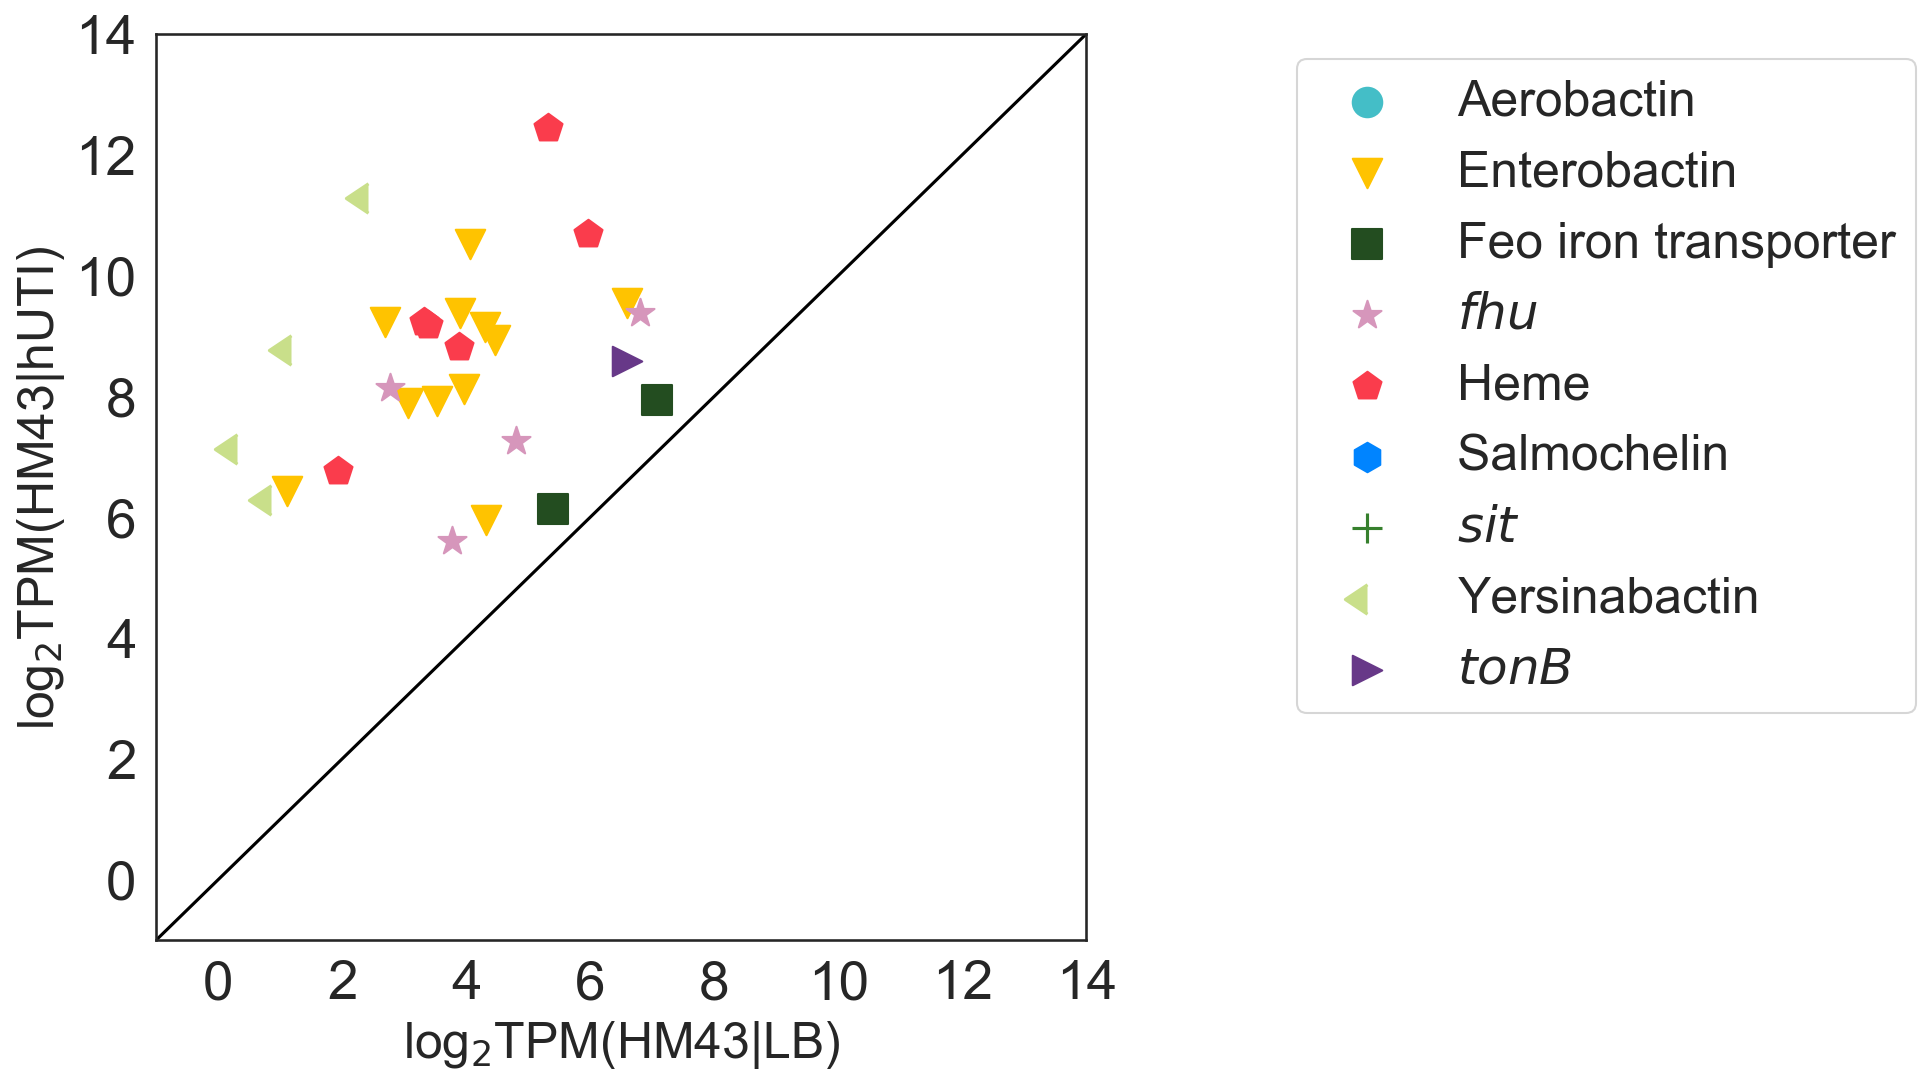 14
12
10
8
6
4
2
0
log₂TPM(HM43|hUTI)
0 2 4 6 8 10 12 14
log₂TPM(HM43|LB)
Aerobactin
Enterobactin
Feo iron transporter
fhu
Heme
Salmochelin
sit
Yersinabactin
tonB